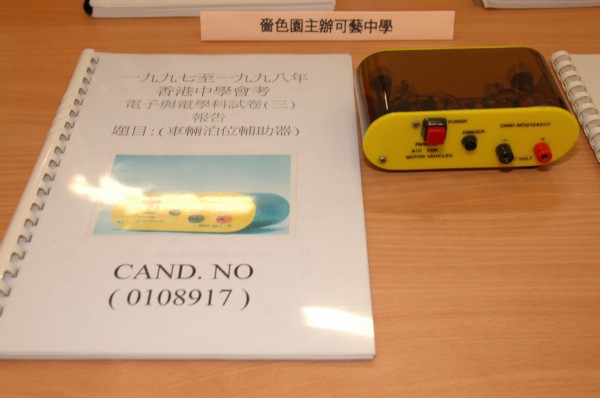 嗇色園主辦可藝中學
一九九七至一九九八年
香港中學會考
電子與電學科試卷(三)
報告
題目:(車輛泊位輔助器)
CAND. NO
(0108917)
POWER
DANGER
MOTOR VEHICLES
VOLT